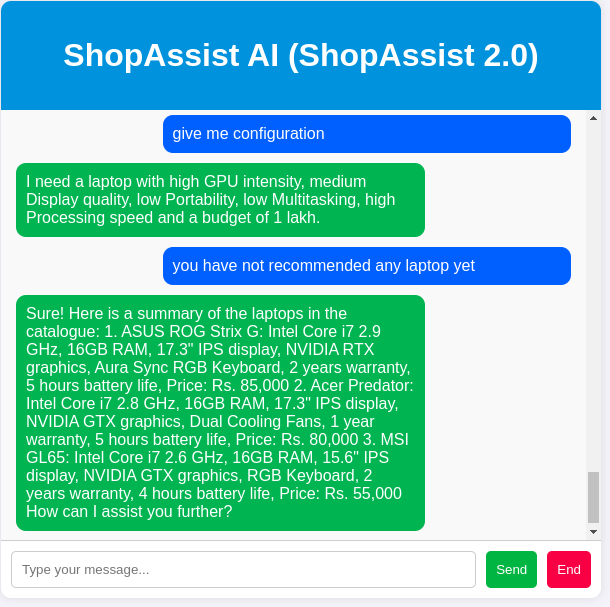 ShopAssist AI (ShopAssist 2.0)
give me configuration
I need a laptop with high GPU intensity, medium
Display quality, low Portability, low Multitasking, high
Processing speed and a budget of 1 lakh.
you have not recommended any laptop yet
Sure! Here is a summary of the laptops in the
catalogue: 1. ASUS ROG Strix G: Intel Core i7 2.9
GHz, 16GB RAM, 17.3" IPS display, NVIDIA RTX
graphics, Aura Sync RGB Keyboard, 2 years warranty,
5 hours battery life, Price: Rs. 85,000 2. Acer Predator:
Intel Core i7 2.8 GHz, 16GB RAM, 17.3" IPS display,
NVIDIA GTX graphics, Dual Cooling Fans, 1 year
warranty, 5 hours battery life, Price: Rs. 80,000 3. MSI
GL65: Intel Core i7 2.6 GHz, 16GB RAM, 15.6" IPS
display, NVIDIA GTX graphics, RGB Keyboard, 2
years warranty, 4 hours battery life, Price: Rs. 55,000
How can I assist you further?
Type your message... Send End